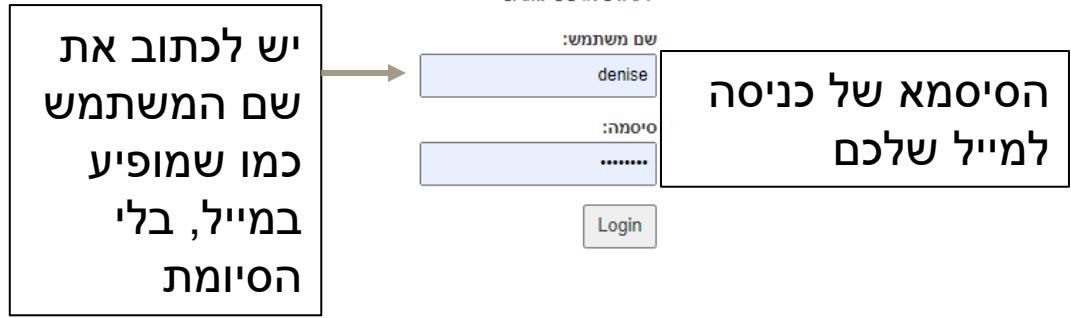 יש לכתוב את
שם המשתמש
כמו שמופיע
במייל, בלי
הסיומת
שם משתמש:
denise
סיסמה:
••••••••
Login
הסיסמא של כניסה
למייל שלכם